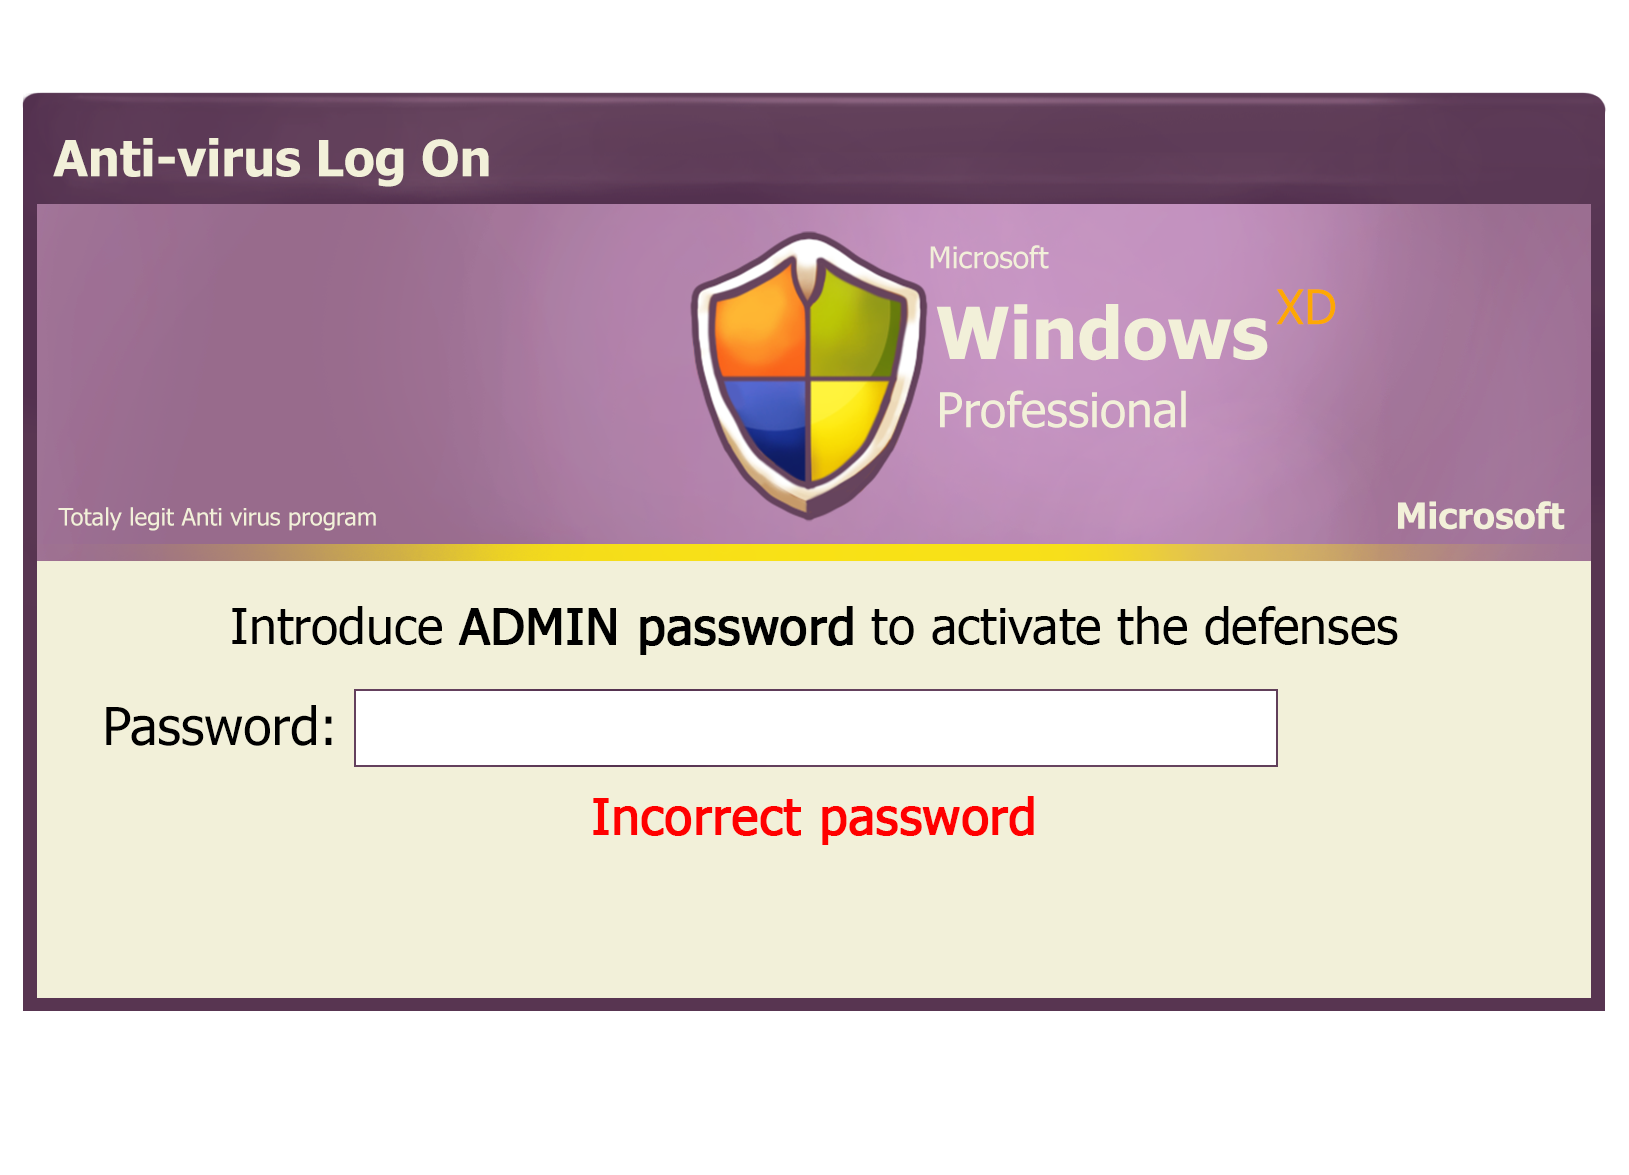 Anti-virus Log On
Microsoft
Windows XD
Professional
Totaly legit Anti virus program
Microsoft
Introduce ADMIN password to activate the defenses
Password:
Incorrect password